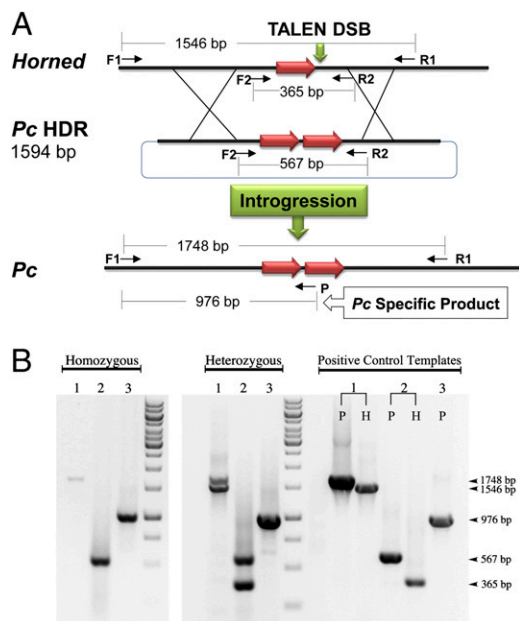 A
1546 bp
TALEN DSB
Horned
F1
R1
F2
R2
365 bp
Pc HDR
1594 bp
F2
R2
567 bp
Introgression
1748 bp
F1
R1
Pc
P
976 bp
Pc Specific Product
B
Homozygous
Heterozygous
Positive Control Templates
1 2 3
1 2 3
1 2 3
P H P H P
1748 bp
1546 bp
976 bp
567 bp
365 bp